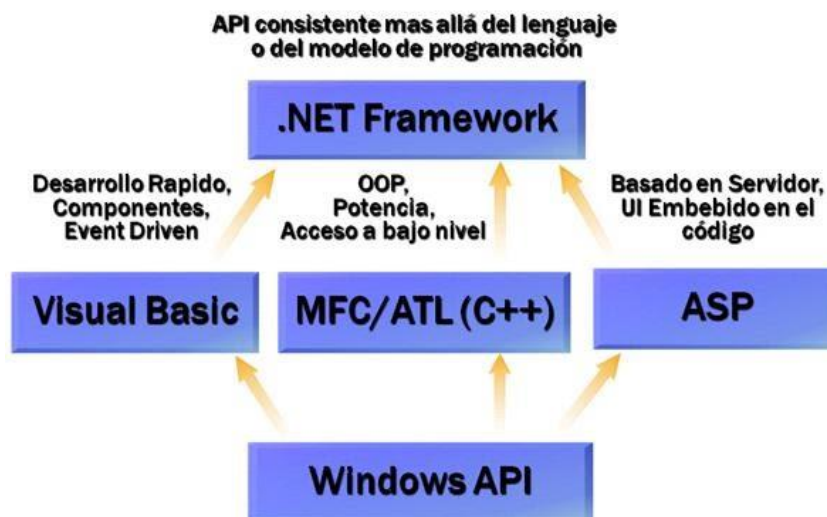 API consistente mas allá del lenguaje
o del modelo de programación
.NET Framework
Desarrollo Rapido,
Componentes,
Event Driven
OOP,
Potencia,
Acceso a bajo nivel
Basado en Servidor,
UI Embebido en el
código
Visual Basic
MFC/ATL (C++)
ASP
Windows API